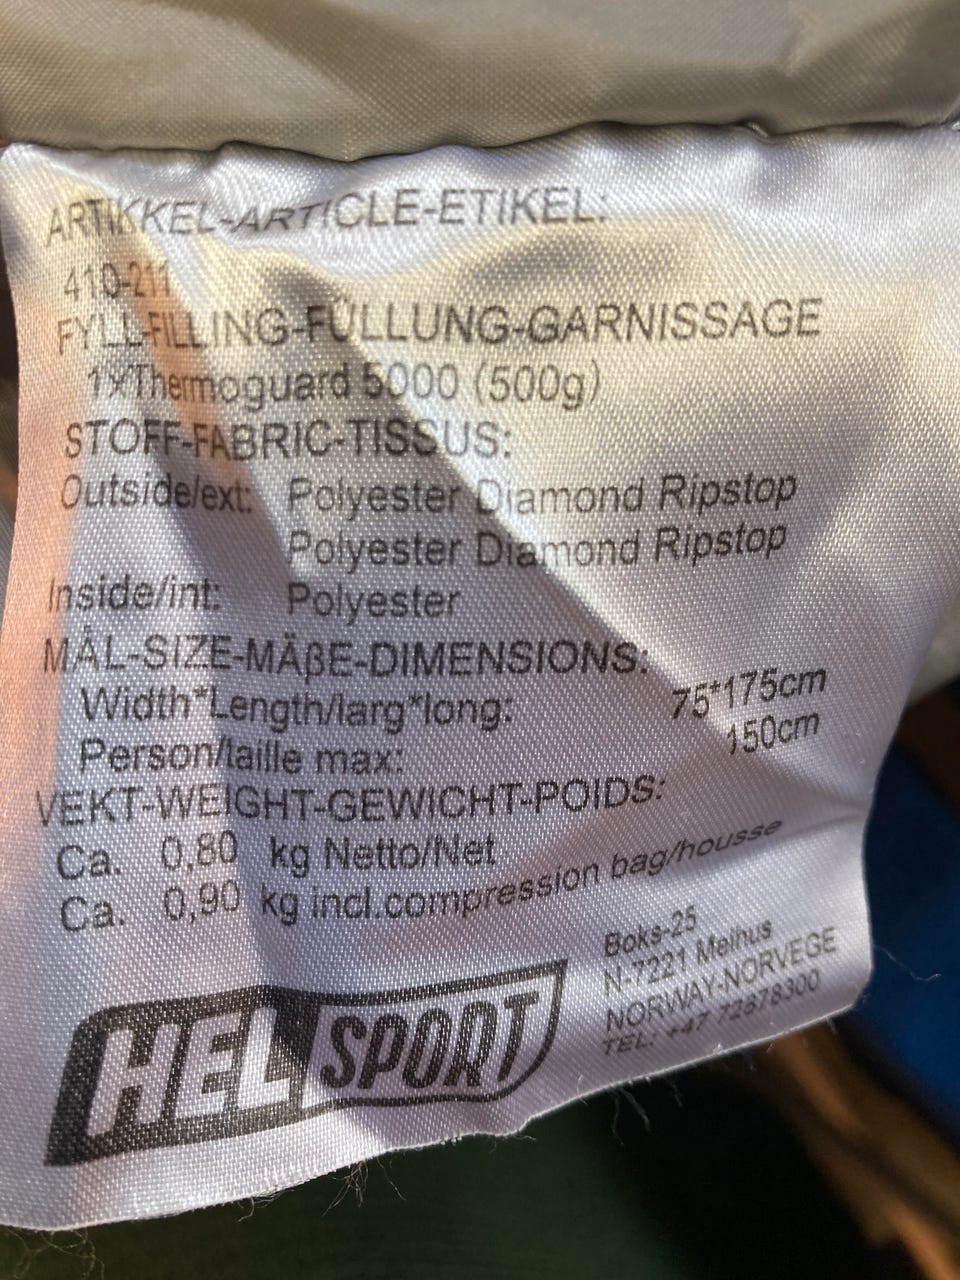 ARTIKKEL-ARTICLE-ETIKEL:
410-211
FYLL-FILLING-FÜLLUNG-GARNISSAGE
1xThermoguard 5000 (500g)
STOFF-FABRIC-TISSUS:
Outside/ext: Polyester Diamond Ripstop
Polyester Diamond Ripstop
Inside/int: Polyester
MÅL-SIZE-MÄβE-DIMENSIONS:
Width*Length/larg*long: 75*175cm
Person/taille max: 150cm
VEKT-WEIGHT-GEWICHT-POIDS:
Ca. 0,80 kg Netto/Net
Ca. 0,90 kg incl.compression bag/housse
HELSPORT
Boks-25
N-7221 Melhus
NORWAY-NORVEGE
TEL: +47 72878300